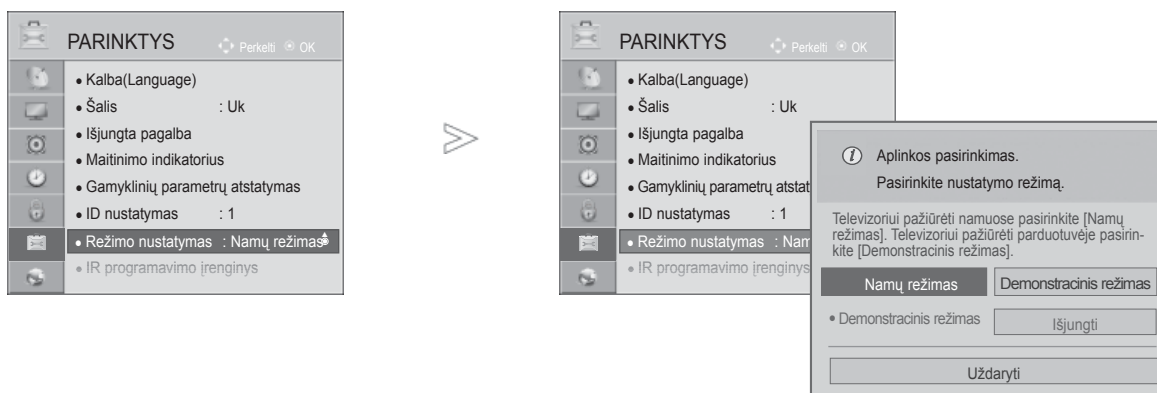 PARINKTYS
Perkelti OK
• Kalba(Language)
• Šalis : Uk
• Išjungta pagalba
• Maitinimo indikatorius
• Gamyklinių parametrų atstatymas
• ID nustatymas : 1
• Režimo nustatymas : Namų režimas
• IR programavimo įrenginys
PARINKTYS
Perkelti OK
• Kalba(Language)
• Šalis : Uk
• Išjungta pagalba
• Maitinimo indikatorius
• Gamyklinių parametrų atstat
• ID nustatymas : 1
• Režimo nustatymas : Nam
• IR programavimo įrenginys
Aplinkos pasirinkimas.
Pasirinkite nustatymo režimą.
Televizoriui pažiūrėti namuose pasirinkite [Namų
režimas]. Televizoriui pažiūrėti parduotuvėje pasirin-
kite [Demonstracinis režimas].
Namų režimas Demonstracinis režimas
• Demonstracinis režimas Išjungti
Uždaryti